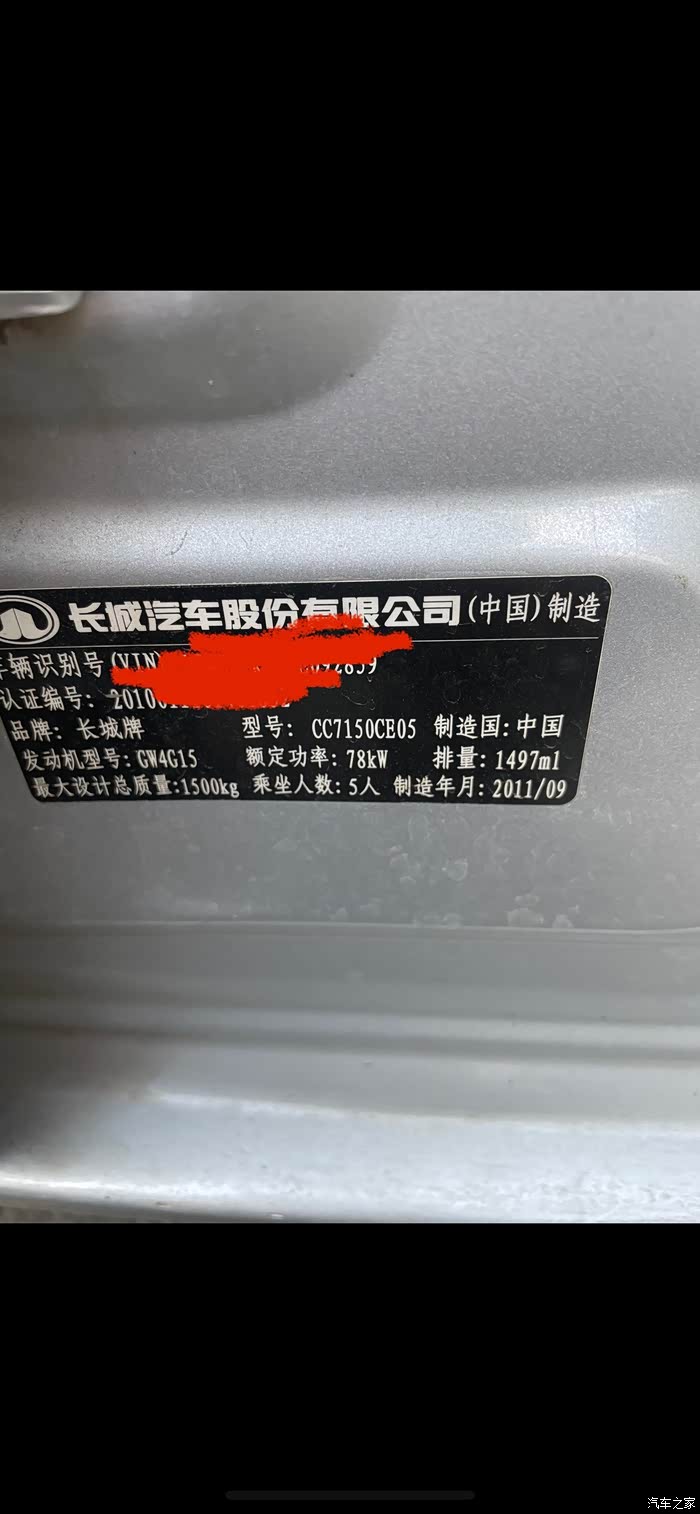 长城汽车股份有限公司(中国)制造
车辆识别号(VIN
认证编号:
品牌: 长城牌 型号: CC7150CE05 制造国:中国
发动机型号:GW4G15 额定功率:78kW 排量:1497ml
最大设计总质量:1500kg 乘坐人数:5人 制造年月:2011/09
汽车之家